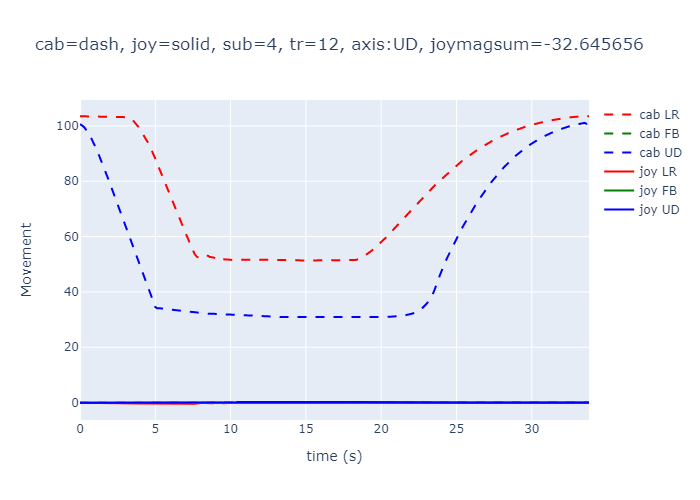 cab=dash, joy=solid, sub=4, tr=12, axis:UD, joymagsum=-32.645656
cab LR
cab FB
cab UD
joy LR
joy FB
joy UD
Movement
100
80
60
40
20
0
0 5 10 15 20 25 30
time (s)